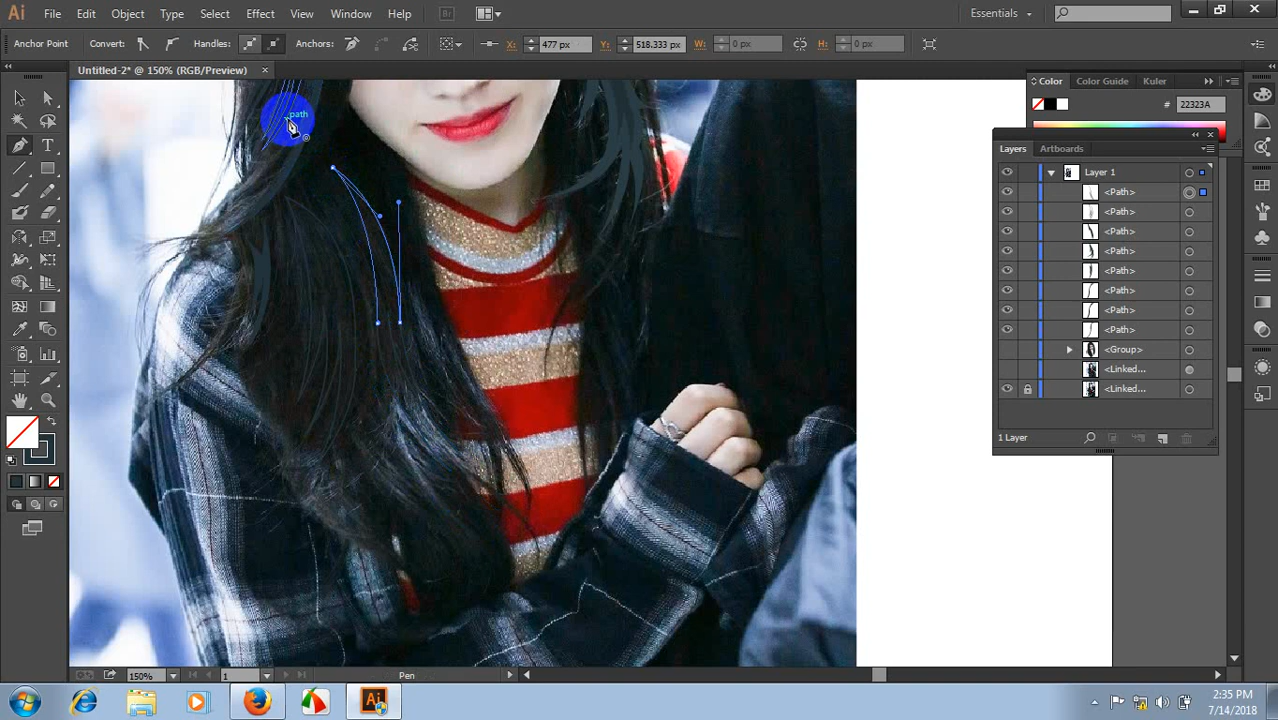 Ai File Edit Object Type Select Effect View Window Help Br Essentials
Anchor Point Convert: Handles: Anchors: X: 477 px Y: 518.333 px W: 0 px H: 0 px
Untitled-2* @ 150% (RGB/Preview) ×
Color Color Guide Kuler
# 22323A
Layers Artboards
Layer 1
<Path>
<Path>
<Path>
<Path>
<Path>
<Path>
<Path>
<Path>
<Group>
<Linked...
<Linked...
1 Layer
path
150% 1 Pen
Ai
2:35 PM
7/14/2018